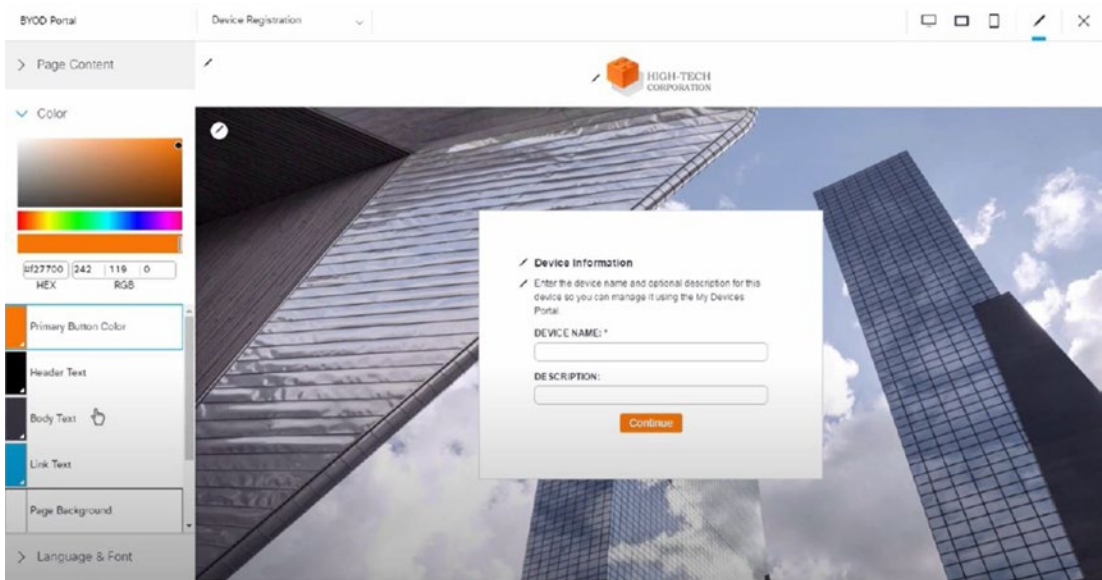 BYOD Portal
Device Registration
Page Content
Color
#f27700 242 119 0
HEX RGB
Primary Button Color
Header Text
Body Text
Link Text
Page Background
Language & Font
HIGH-TECH
CORPORATION
Device Information
Enter the device name and optional description for this
device so you can manage it using the My Devices
Portal.
DEVICE NAME: *
DESCRIPTION:
Continue